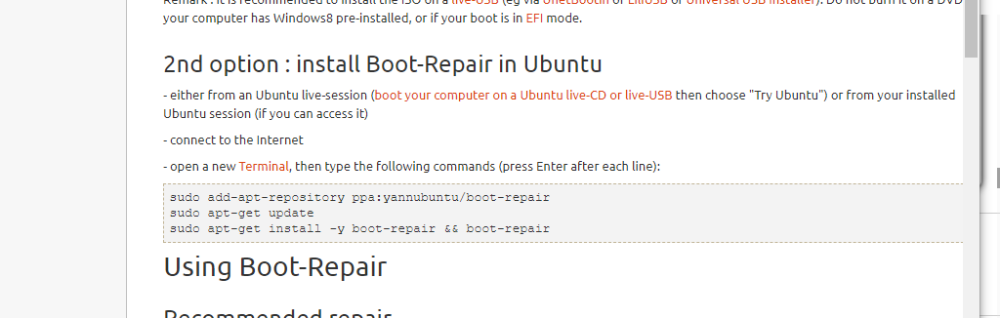 Remark : it is recommended to install the ISO on a live-USB (eg via UnetBootin or LiliUSB or Universal USB Installer). Do not burn it on a DVD
your computer has Windows8 pre-installed, or if your boot is in EFI mode.
2nd option : install Boot-Repair in Ubuntu
- either from an Ubuntu live-session (boot your computer on a Ubuntu live-CD or live-USB then choose "Try Ubuntu") or from your installed
Ubuntu session (if you can access it)
- connect to the Internet
- open a new Terminal, then type the following commands (press Enter after each line):
sudo add-apt-repository ppa:yannubuntu/boot-repair
sudo apt-get update
sudo apt-get install -y boot-repair && boot-repair
Using Boot-Repair
Recommended repair